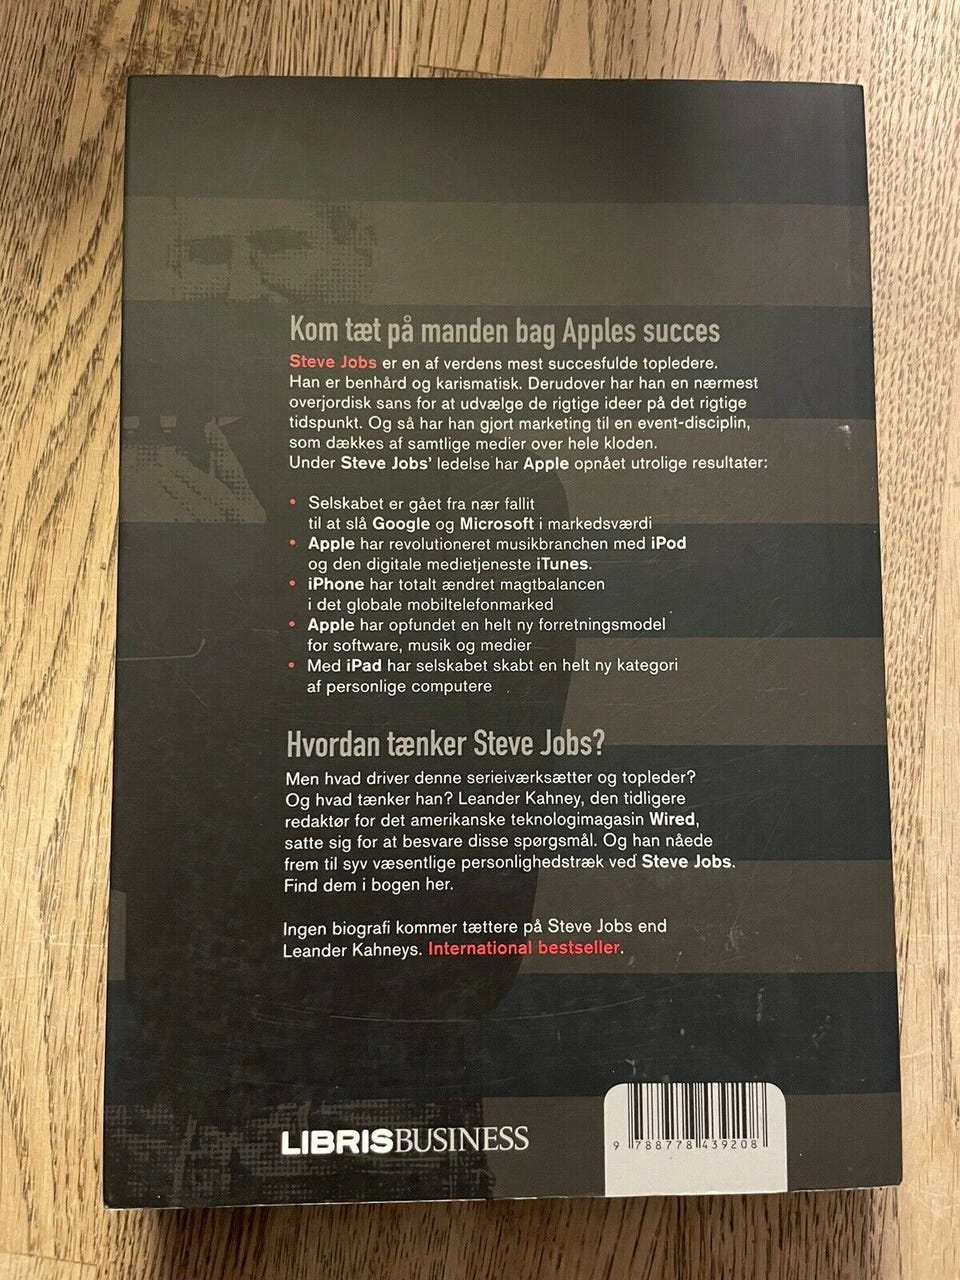 Kom tæt på manden bag Apples succes
Steve Jobs er en af verdens mest succesfulde topledere.
Han er benhård og karismatisk. Derudover har han en nærmest
overjordisk sans for at udvælge de rigtige ideer på det rigtige
tidspunkt. Og så har han gjort marketing til en event-disciplin,
som dækkes af samtlige medier over hele kloden.
Under Steve Jobs' ledelse har Apple opnået utrolige resultater:
• Selskabet er gået fra nær fallit
til at slå Google og Microsoft i markedsværdi
• Apple har revolutioneret musikbranchen med iPod
og den digitale medietjeneste iTunes.
• iPhone har totalt ændret magtbalancen
i det globale mobiltelefonmarked
• Apple har opfundet en helt ny forretningsmodel
for software, musik og medier
• Med iPad har selskabet skabt en helt ny kategori
af personlige computere
Hvordan tænker Steve Jobs?
Men hvad driver denne serieiværksætter og topleder?
Og hvad tænker han? Leander Kahney, den tidligere
redaktør for det amerikanske teknologimagasin Wired,
satte sig for at besvare disse spørgsmål. Og han nåede
frem til syv væsentlige personlighedstræk ved Steve Jobs.
Find dem i bogen her.
Ingen biografi kommer tættere på Steve Jobs end
Leander Kahneys. International bestseller.
LIBRISBUSINESS
9 788778 439208